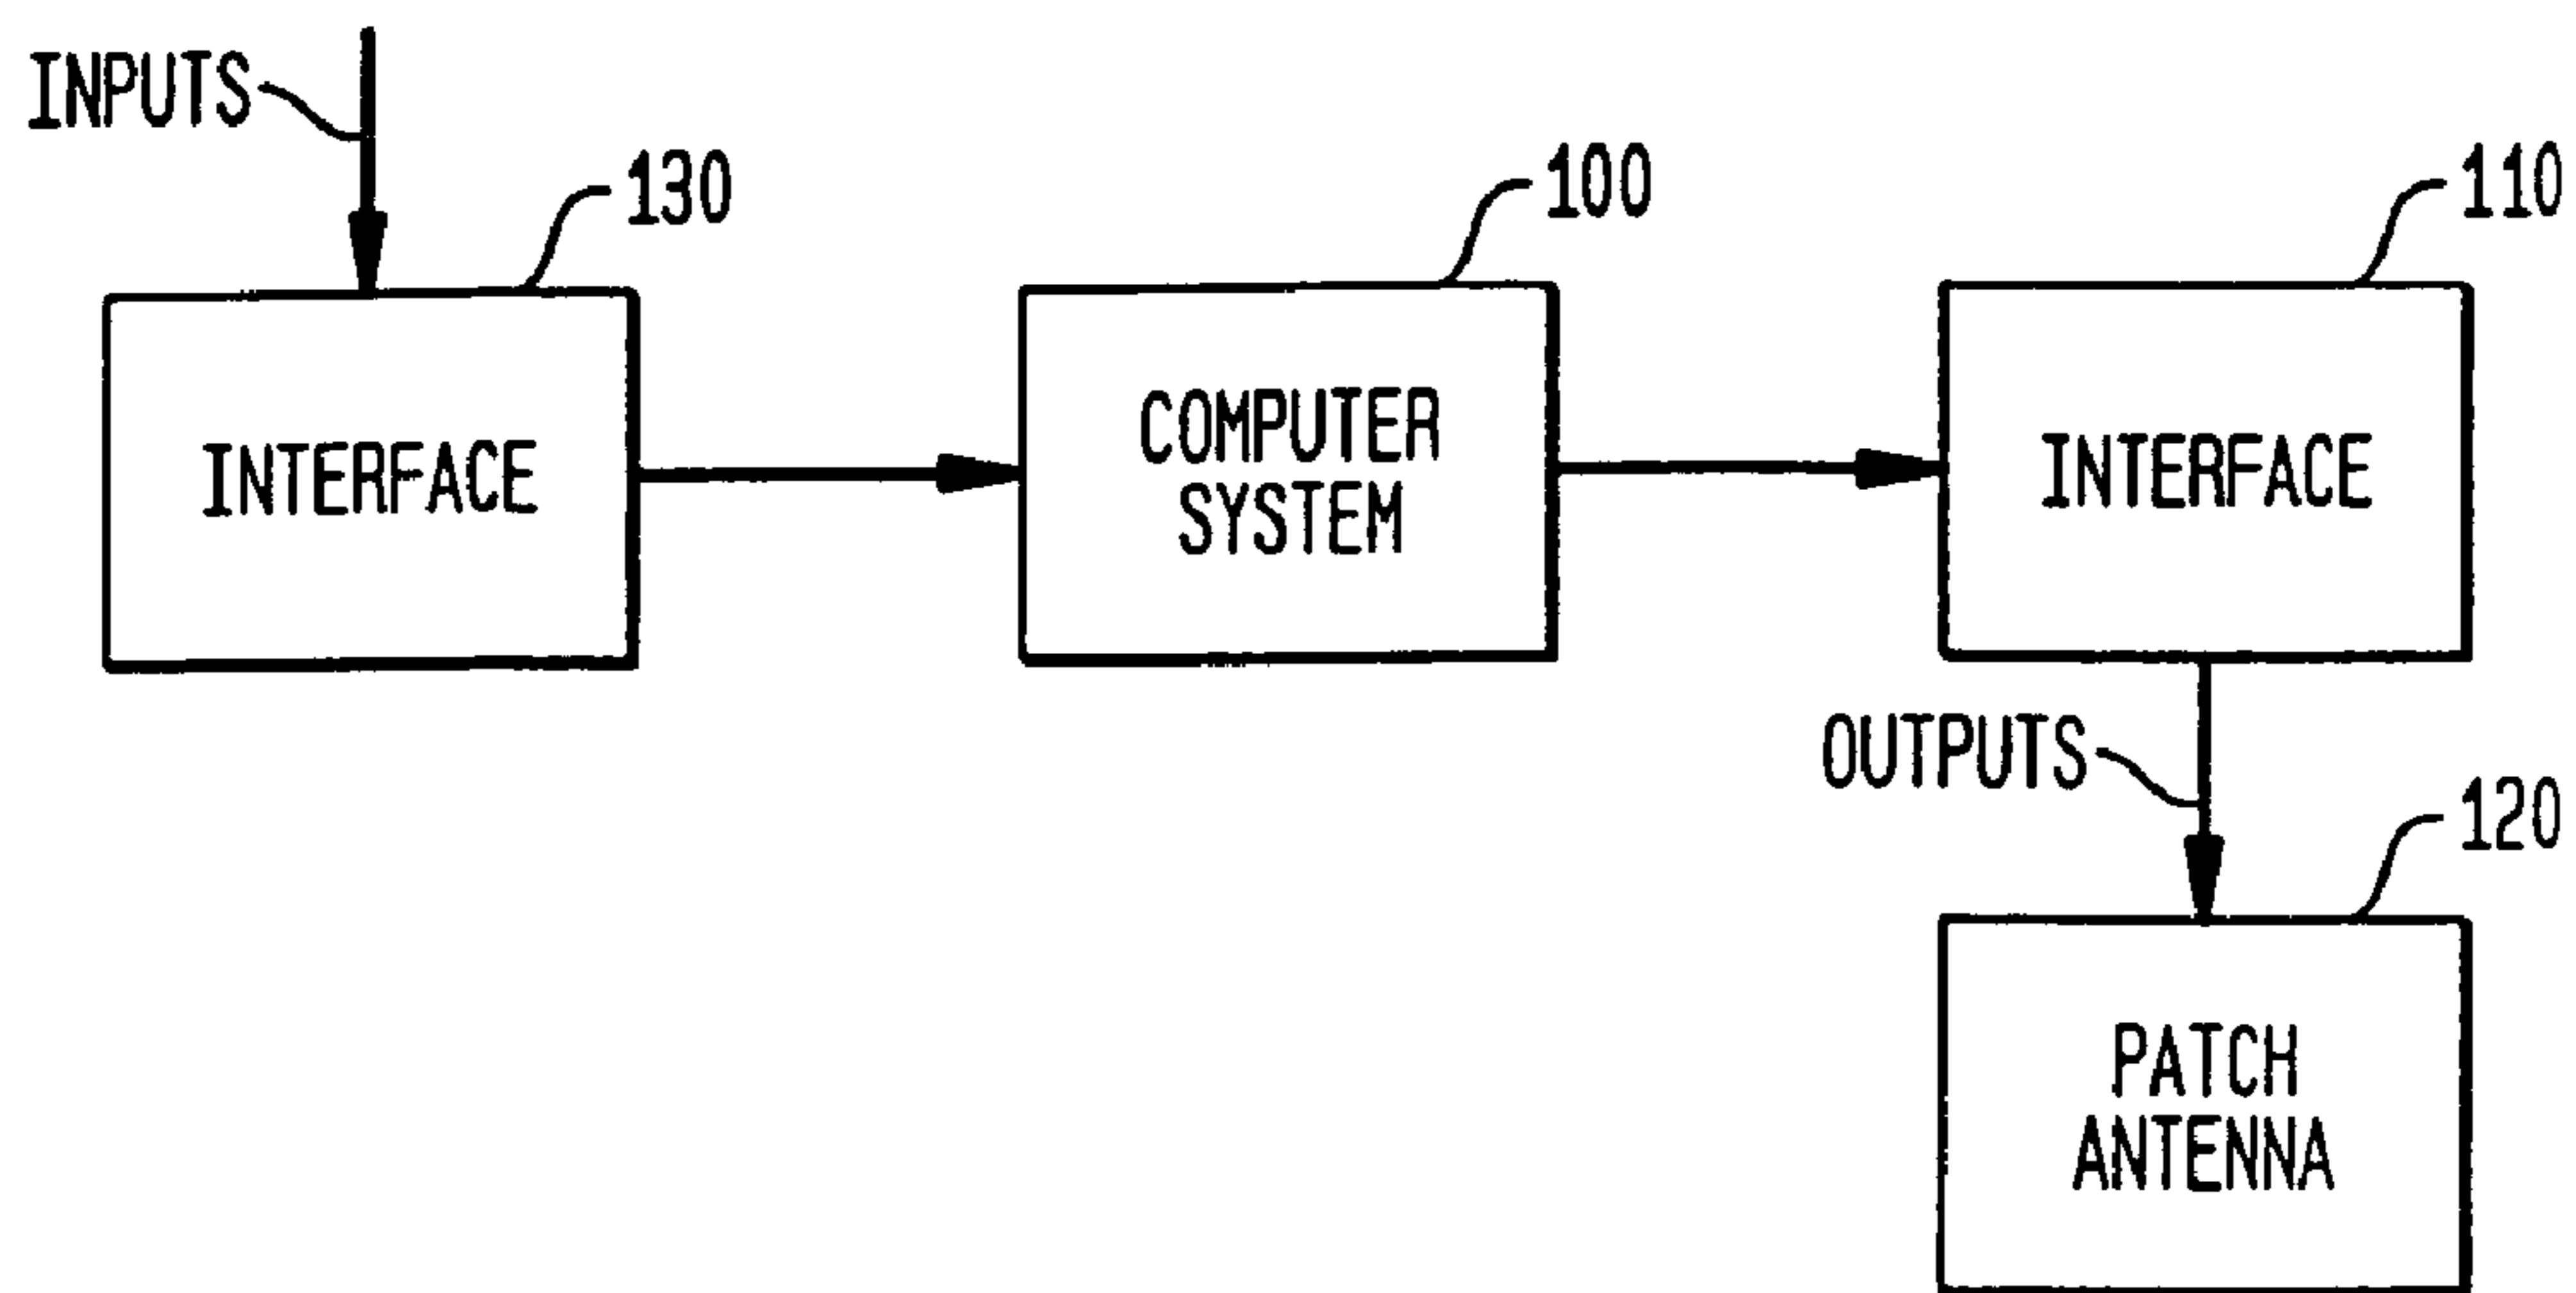 INPUTS
130
100
110
INTERFACE
COMPUTER
SYSTEM
INTERFACE
OUTPUTS
120
PATCH
ANTENNA